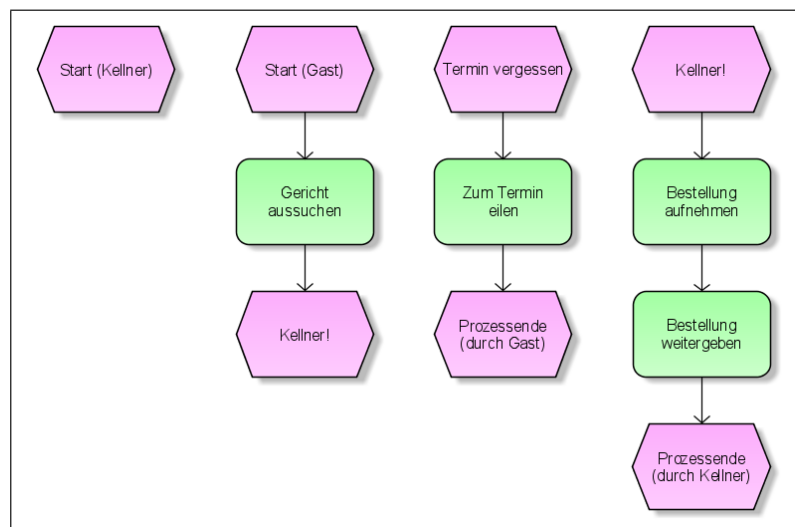 Start (Kellner)
Start (Gast)
Termin vergessen
Kellner!
Gericht
aussuchen
Zum Termin
eilen
Bestellung
aufnehmen
Kellner!
Prozessende
(durch Gast)
Bestellung
weitergeben
Prozessende
(durch Kellner)